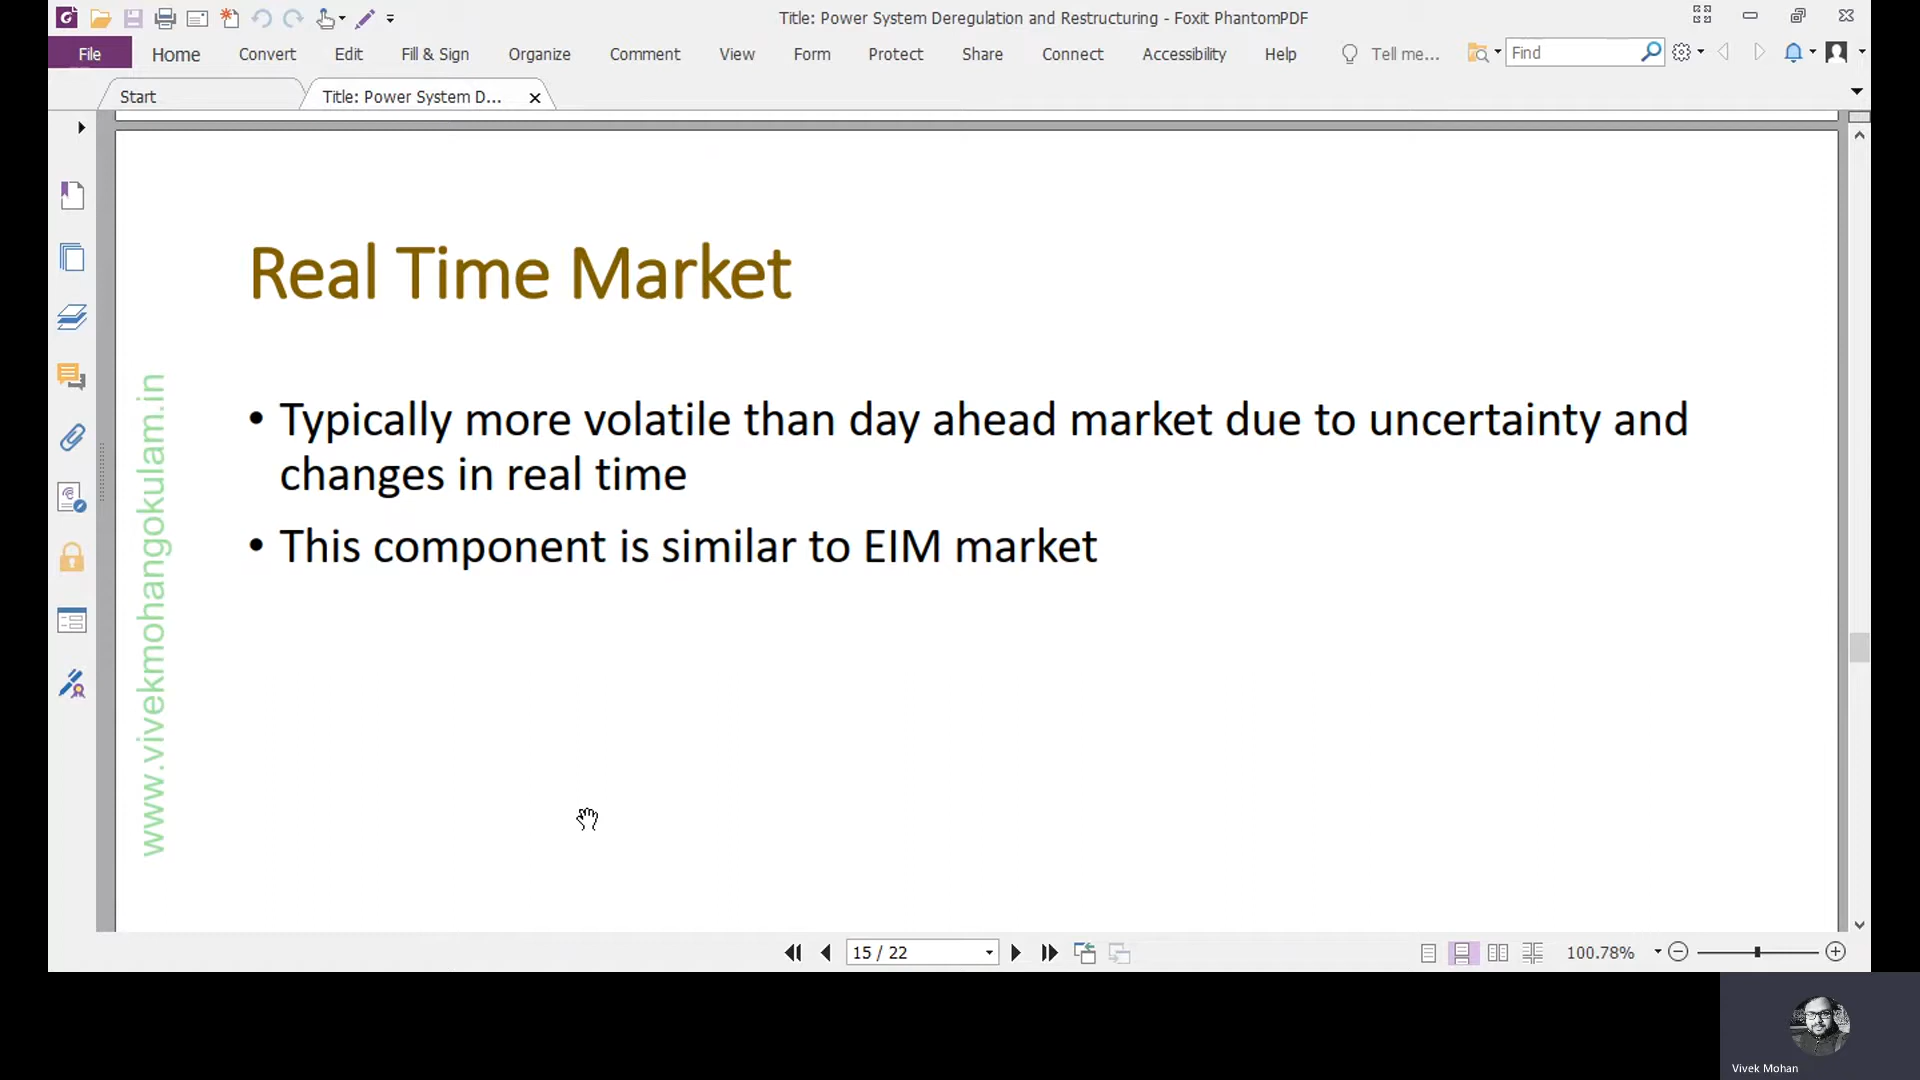 Title: Power System Deregulation and Restructuring - Foxit PhantomPDF
File Home Convert Edit Fill & Sign Organize Comment View Form Protect Share Connect Accessibility Help Tell me... Find
Start Title: Power System D...
Real Time Market
• Typically more volatile than day ahead market due to uncertainty and
changes in real time
• This component is similar to EIM market
www.vivekmohangokulam.in
15 / 22 100.78%
Vivek Mohan